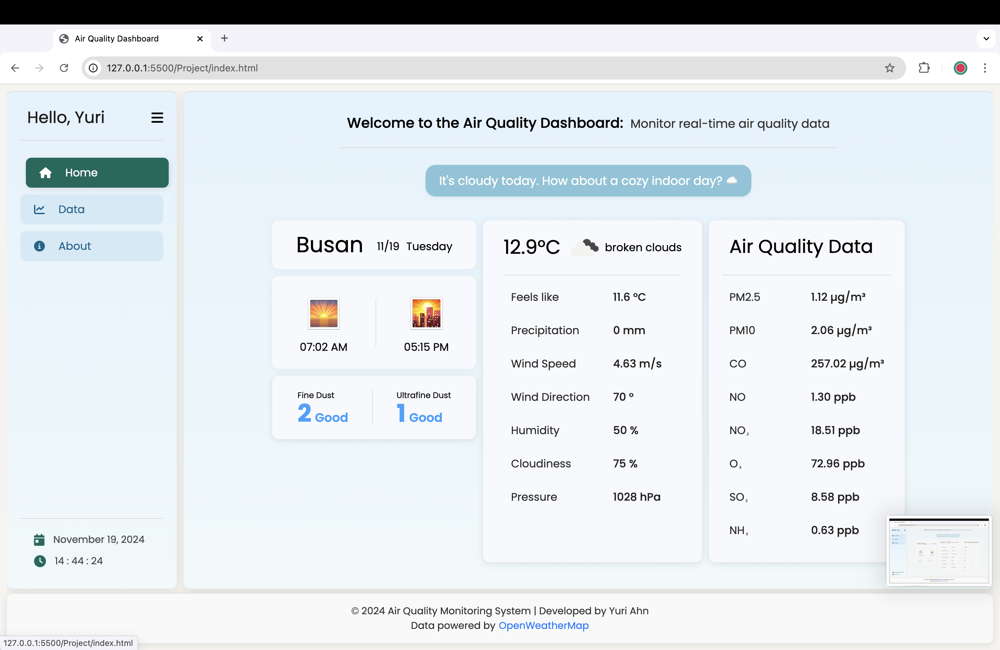 Air Quality Dashboard
127.0.0.1:5500/Project/index.html
Hello, Yuri
Home
Data
About
November 19, 2024
14 : 44 : 24
Welcome to the Air Quality Dashboard: Monitor real-time air quality data
It's cloudy today. How about a cozy indoor day? ☁️
Busan 11/19 Tuesday
07:02 AM 05:15 PM
Fine Dust Ultrafine Dust
2 Good 1 Good
12.9°C broken clouds
Feels like 11.6 °C
Precipitation 0 mm
Wind Speed 4.63 m/s
Wind Direction 70 °
Humidity 50 %
Cloudiness 75 %
Pressure 1028 hPa
Air Quality Data
PM2.5 1.12 µg/m³
PM10 2.06 µg/m³
CO 257.02 µg/m³
NO 1.30 ppb
NO₂ 18.51 ppb
O₃ 72.96 ppb
SO₂ 8.58 ppb
NH₃ 0.63 ppb
© 2024 Air Quality Monitoring System | Developed by Yuri Ahn
Data powered by OpenWeatherMap
127.0.0.1:5500/Project/index.html